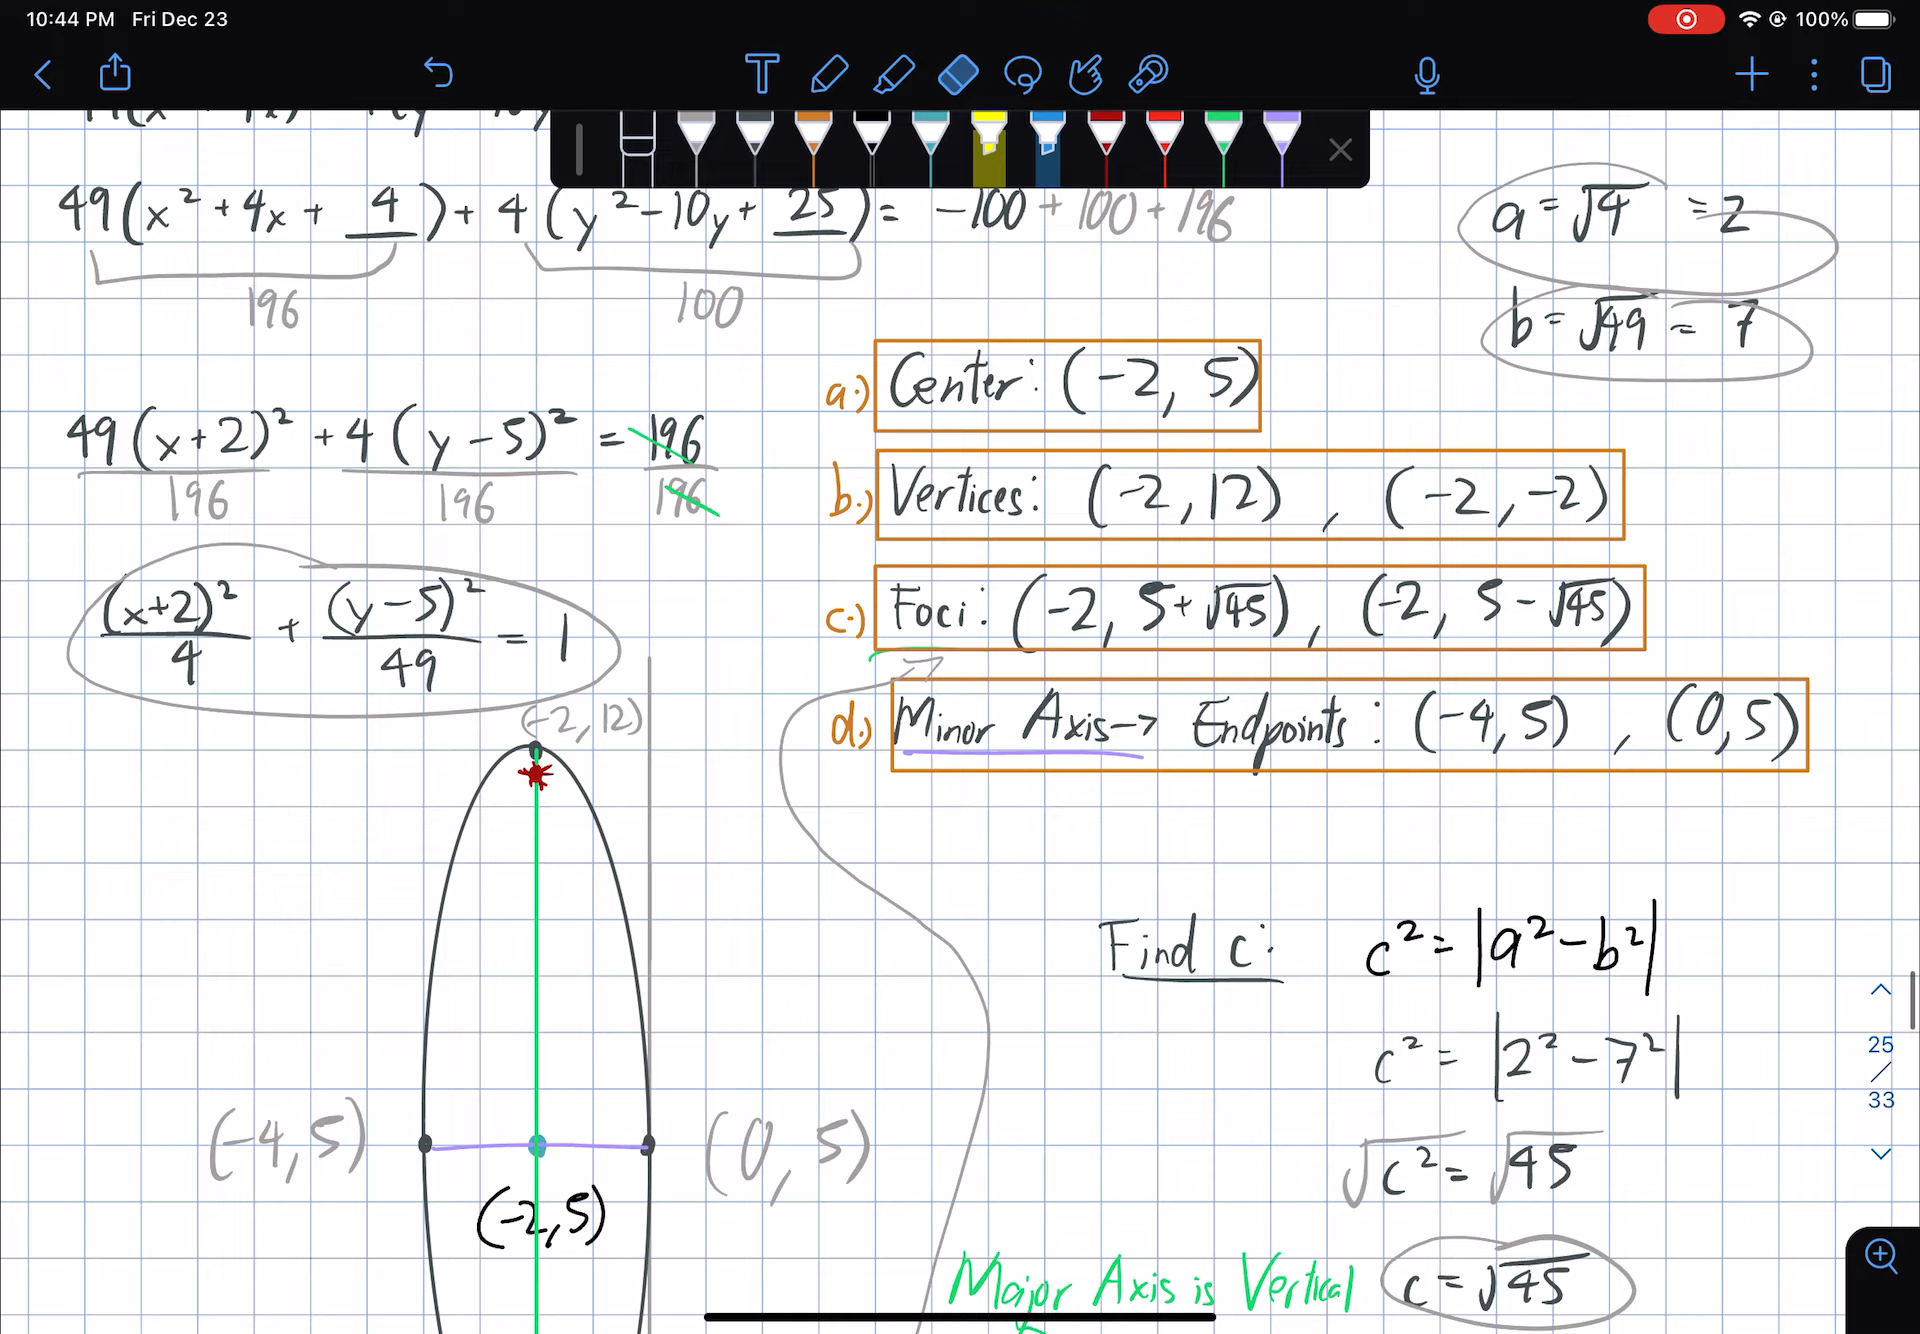 10:44 PM Fri Dec 23
100%
49(x² + 4x + 4) + 4(y² - 10y + 25) = -100 + 100 + 196
196
100
a = √4 = 2
b = √49 = 7
49(x+2)² + 4(y-5)² = 196
196 196 196
(x+2)² + (y-5)² = 1
4 49
a.) Center: (-2, 5)
b.) Vertices: (-2, 12) , (-2, -2)
c.) Foci: (-2, 5+√45), (-2, 5-√45)
d.) Minor Axis → Endpoints: (-4, 5) , (0, 5)
(-2, 12)
(-4, 5)
(0, 5)
(-2, 5)
Find c: c² = |a² - b²|
c² = |2² - 7²|
√c² = √45
c = √45
Major Axis is Vertical
25
/
33